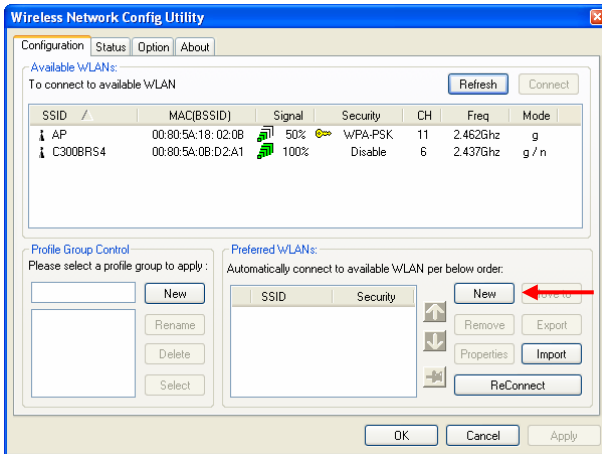 Wireless Network Config Utility
Configuration Status Option About
Available WLANs:
To connect to available WLAN Refresh Connect
SSID MAC(BSSID) Signal Security CH Freq Mode
AP 00:80:5A:18:02:0B 50% WPA-PSK 11 2.462Ghz g
C300BRS4 00:80:5A:0B:D2:A1 100% Disable 6 2.437Ghz g / n
Profile Group Control
Please select a profile group to apply :
New
Rename
Delete
Select
Preferred WLANs:
Automatically connect to available WLAN per below order:
SSID Security
New
Remove Export
Properties Import
ReConnect
OK Cancel Apply